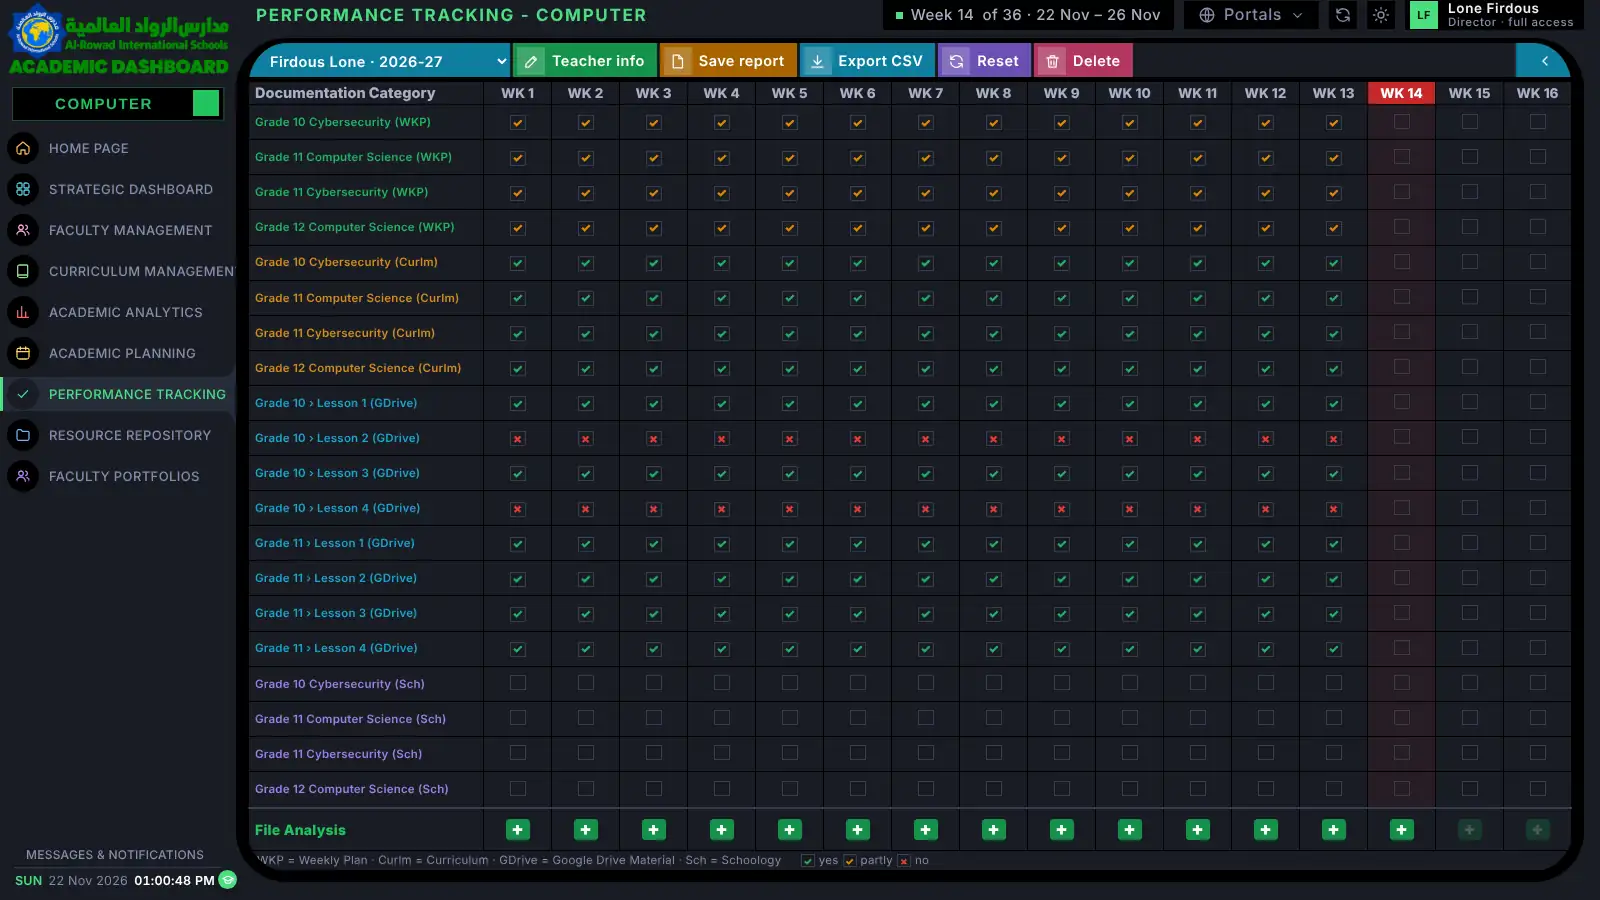 مدارس الرواد العالمية
Al-Rowad International Schools
ACADEMIC DASHBOARD
COMPUTER
HOME PAGE
STRATEGIC DASHBOARD
FACULTY MANAGEMENT
CURRICULUM MANAGEMEN
ACADEMIC ANALYTICS
ACADEMIC PLANNING
PERFORMANCE TRACKING
RESOURCE REPOSITORY
FACULTY PORTFOLIOS
MESSAGES & NOTIFICATIONS
SUN 22 Nov 2026 01:00:48 PM
PERFORMANCE TRACKING - COMPUTER
Week 14 of 36 · 22 Nov – 26 Nov
Portals
LF
Lone Firdous
Director · full access
Firdous Lone · 2026-27
Teacher info
Save report
Export CSV
Reset
Delete
Documentation Category WK 1 WK 2 WK 3 WK 4 WK 5 WK 6 WK 7 WK 8 WK 9 WK 10 WK 11 WK 12 WK 13 WK 14 WK 15 WK 16
Grade 10 Cybersecurity (WKP)
Grade 11 Computer Science (WKP)
Grade 11 Cybersecurity (WKP)
Grade 12 Computer Science (WKP)
Grade 10 Cybersecurity (Curlm)
Grade 11 Computer Science (Curlm)
Grade 11 Cybersecurity (Curlm)
Grade 12 Computer Science (Curlm)
Grade 10 › Lesson 1 (GDrive)
Grade 10 › Lesson 2 (GDrive)
Grade 10 › Lesson 3 (GDrive)
Grade 10 › Lesson 4 (GDrive)
Grade 11 › Lesson 1 (GDrive)
Grade 11 › Lesson 2 (GDrive)
Grade 11 › Lesson 3 (GDrive)
Grade 11 › Lesson 4 (GDrive)
Grade 10 Cybersecurity (Sch)
Grade 11 Computer Science (Sch)
Grade 11 Cybersecurity (Sch)
Grade 12 Computer Science (Sch)
File Analysis
WKP = Weekly Plan · Curlm = Curriculum · GDrive = Google Drive Material · Sch = Schoology yes partly no